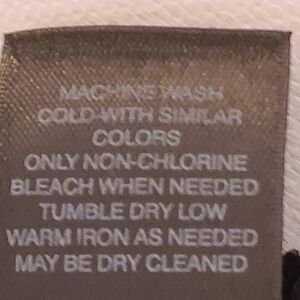 MACHINE WASH
COLD-WITH SIMILAR
COLORS
ONLY NON-CHLORINE
BLEACH WHEN NEEDED
TUMBLE DRY LOW
WARM IRON AS NEEDED
MAY BE DRY CLEANED